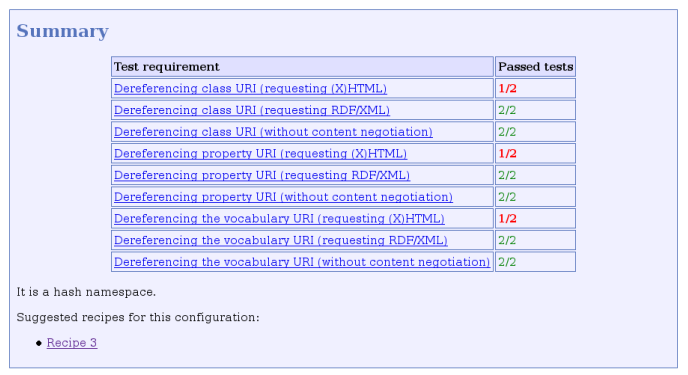 Summary
Test requirement Passed tests
Dereferencing class URI (requesting (X)HTML) 1/2
Dereferencing class URI (requesting RDF/XML) 2/2
Dereferencing class URI (without content negotiation) 2/2
Dereferencing property URI (requesting (X)HTML) 1/2
Dereferencing property URI (requesting RDF/XML) 2/2
Dereferencing property URI (without content negotiation) 2/2
Dereferencing the vocabulary URI (requesting (X)HTML) 1/2
Dereferencing the vocabulary URI (requesting RDF/XML) 2/2
Dereferencing the vocabulary URI (without content negotiation) 2/2
It is a hash namespace.
Suggested recipes for this configuration:
• Recipe 3